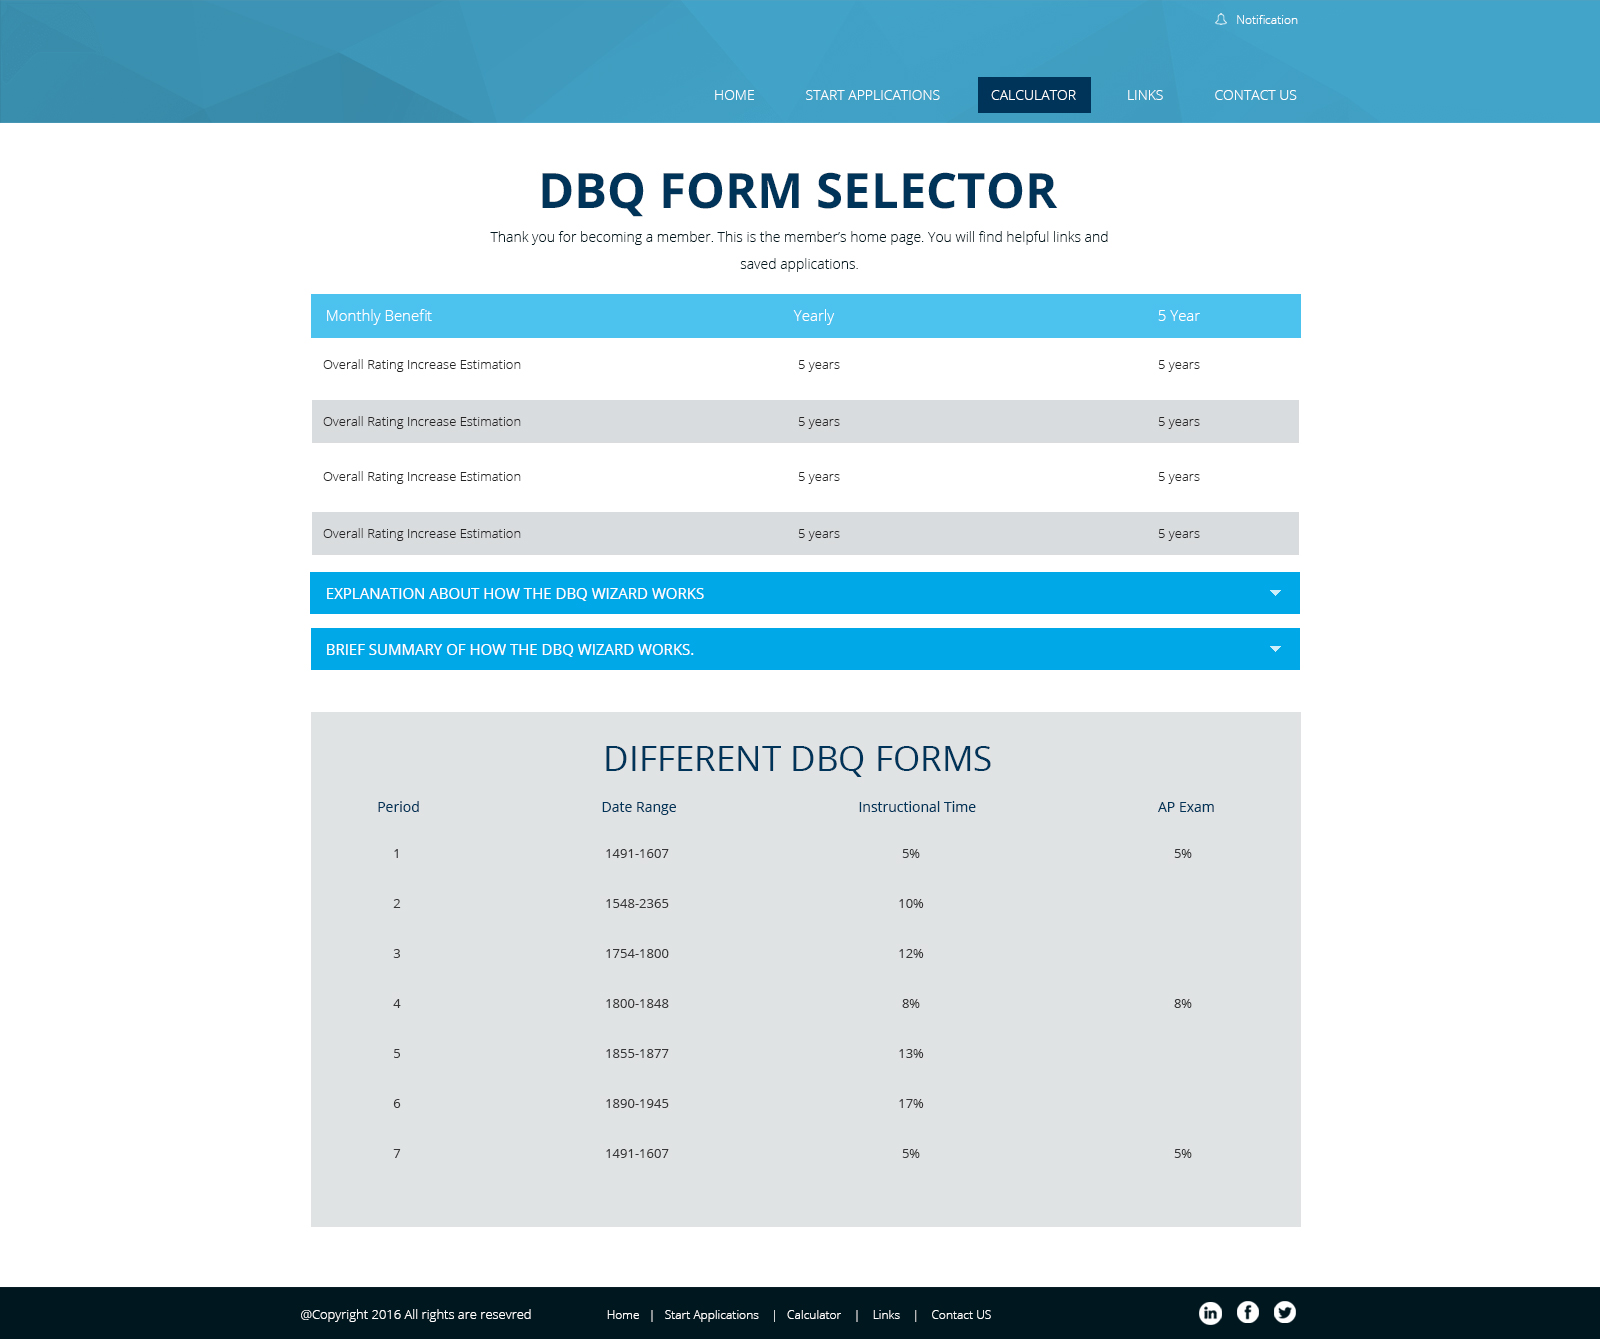 Notification
HOME START APPLICATIONS CALCULATOR LINKS CONTACT US
DBQ FORM SELECTOR
Thank you for becoming a member. This is the member’s home page. You will find helpful links and
saved applications.
Monthly Benefit Yearly 5 Year
Overall Rating Increase Estimation 5 years 5 years
Overall Rating Increase Estimation 5 years 5 years
Overall Rating Increase Estimation 5 years 5 years
Overall Rating Increase Estimation 5 years 5 years
EXPLANATION ABOUT HOW THE DBQ WIZARD WORKS
BRIEF SUMMARY OF HOW THE DBQ WIZARD WORKS.
DIFFERENT DBQ FORMS
Period Date Range Instructional Time AP Exam
1 1491-1607 5% 5%
2 1548-2365 10%
3 1754-1800 12%
4 1800-1848 8% 8%
5 1855-1877 13%
6 1890-1945 17%
7 1491-1607 5% 5%
@Copyright 2016 All rights are resevred Home | Start Applications | Calculator | Links | Contact US